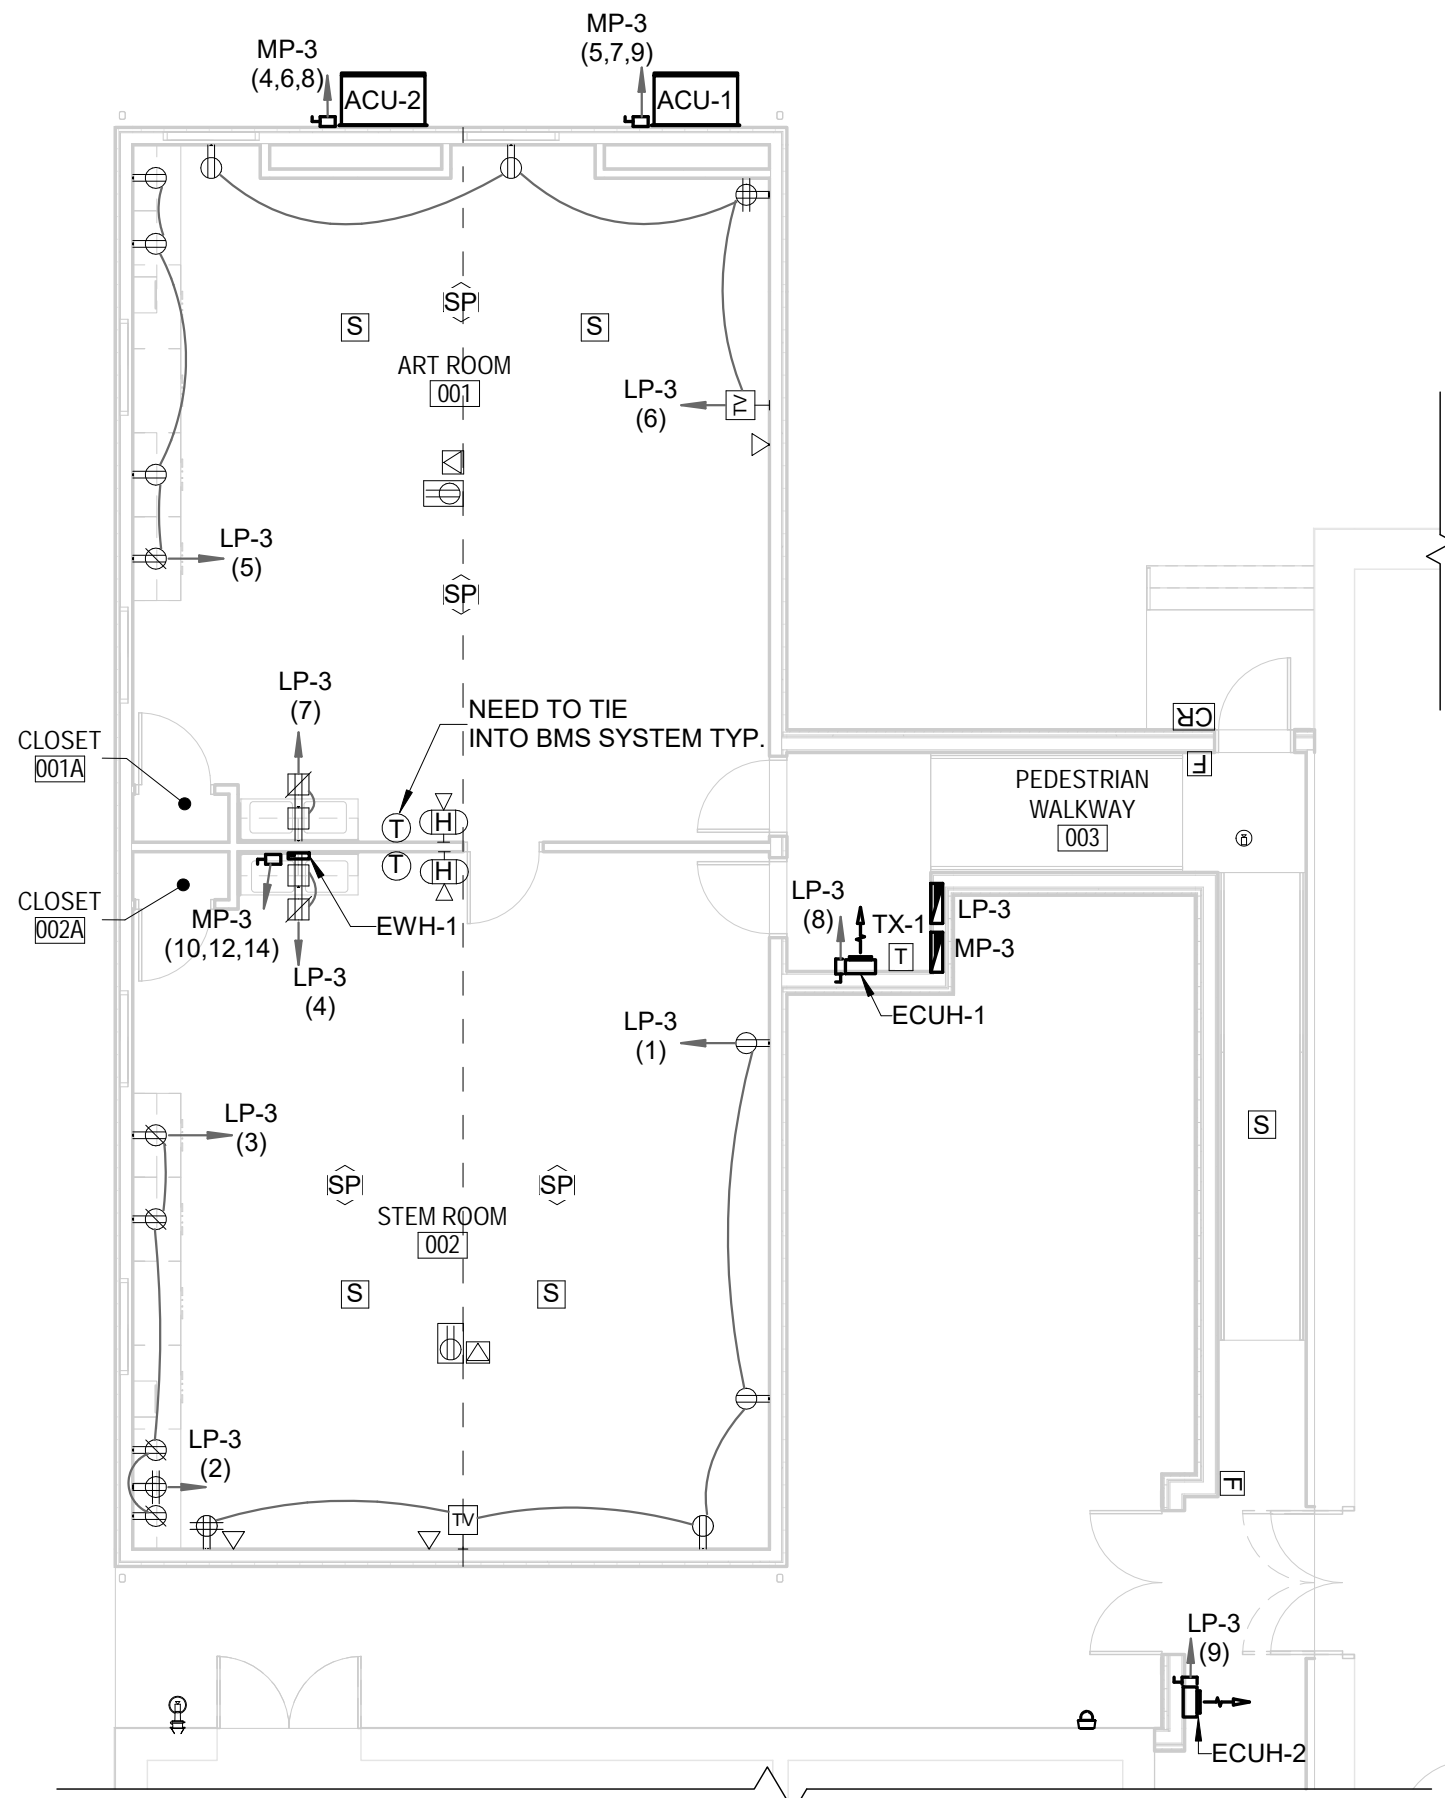 MP-3
(5,7,9)
MP-3
(4,6,8)
ACU-2
ACU-1
SP
S
S
ART ROOM
001
LP-3
(6)
TV
LP-3
(5)
SP
LP-3
(7)
NEED TO TIE
INTO BMS SYSTEM TYP.
CR
CLOSET
001A
F
PEDESTRIAN
WALKWAY
003
T
H
T
H
CLOSET
002A
MP-3
(10,12,14)
EWH-1
LP-3
(4)
LP-3
(8)
TX-1
T
LP-3
MP-3
ECUH-1
LP-3
(1)
LP-3
(3)
S
SP
SP
STEM ROOM
002
S
S
LP-3
(2)
TV
F
LP-3
(9)
ECUH-2